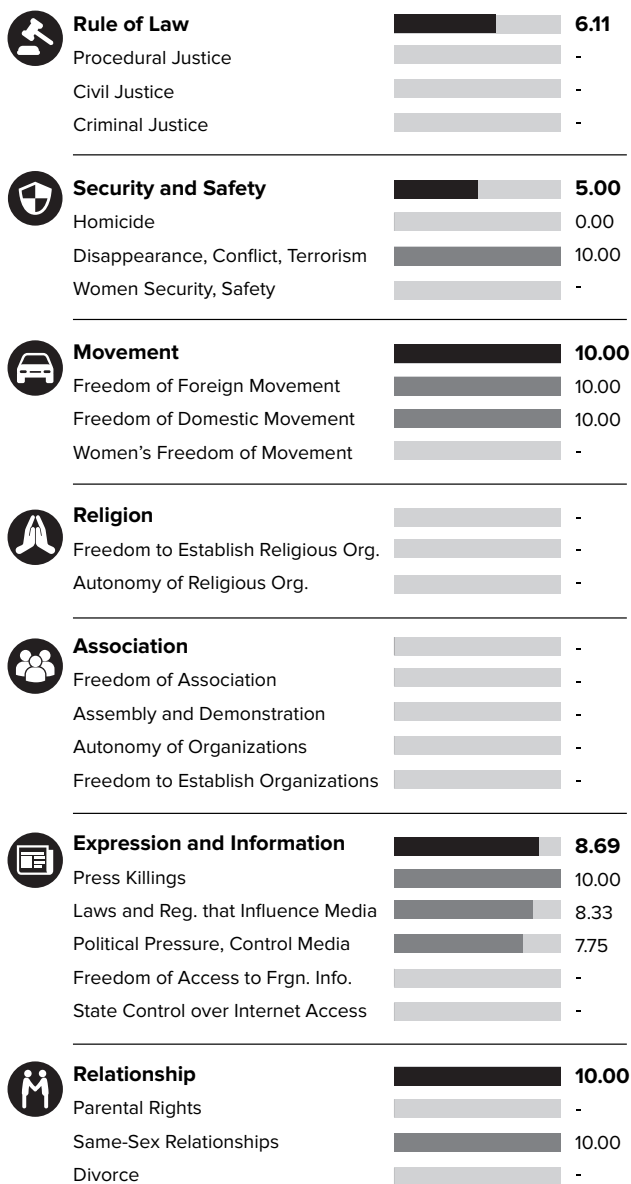 Rule of Law 6.11
Procedural Justice -
Civil Justice -
Criminal Justice -
Security and Safety 5.00
Homicide 0.00
Disappearance, Conflict, Terrorism 10.00
Women Security, Safety -
Movement 10.00
Freedom of Foreign Movement 10.00
Freedom of Domestic Movement 10.00
Women’s Freedom of Movement -
Religion -
Freedom to Establish Religious Org. -
Autonomy of Religious Org. -
Association -
Freedom of Association -
Assembly and Demonstration -
Autonomy of Organizations -
Freedom to Establish Organizations -
Expression and Information 8.69
Press Killings 10.00
Laws and Reg. that Influence Media 8.33
Political Pressure, Control Media 7.75
Freedom of Access to Frgn. Info. -
State Control over Internet Access -
Relationship 10.00
Parental Rights -
Same-Sex Relationships 10.00
Divorce -